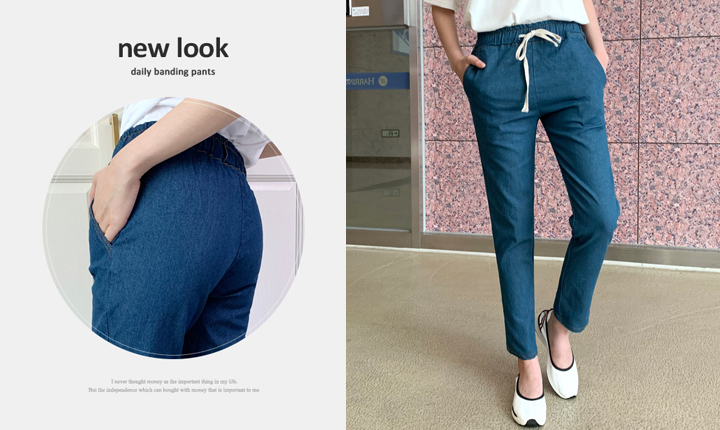 new look
daily banding pants
I never thought money as the important thing in my life.
But the independence which can bought with money that is important to me